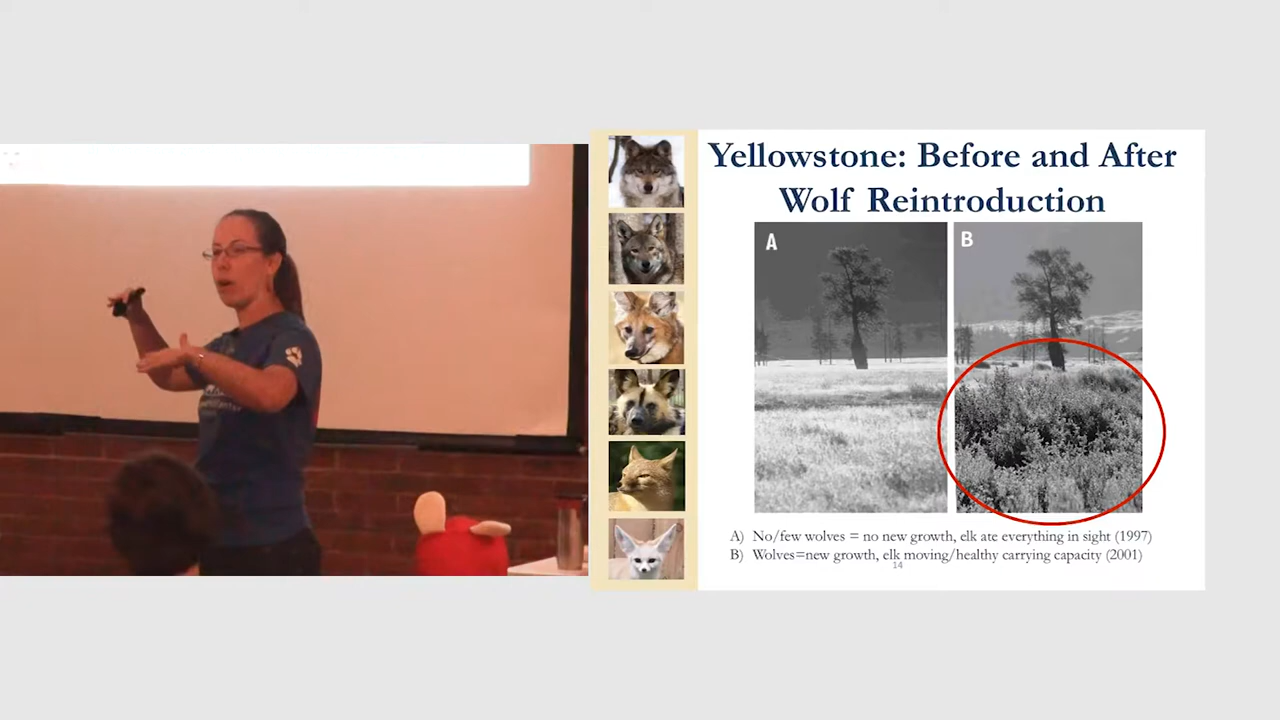 Yellowstone: Before and After
Wolf Reintroduction
A
B
A) No/few wolves = no new growth, elk ate everything in sight (1997)
B) Wolves=new growth, elk moving/healthy carrying capacity (2001)
14